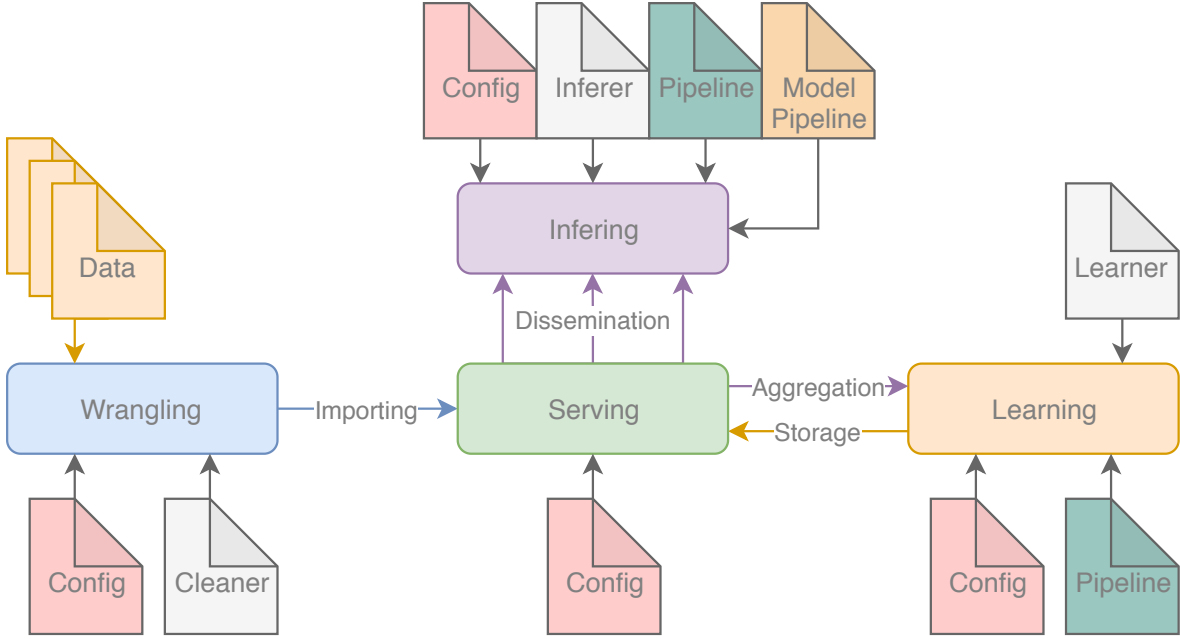 Config
Inferer
Pipeline
Model
Pipeline
Infering
Data
Learner
Dissemination
Wrangling
Importing
Serving
Aggregation
Storage
Learning
Config
Cleaner
Config
Config
Pipeline